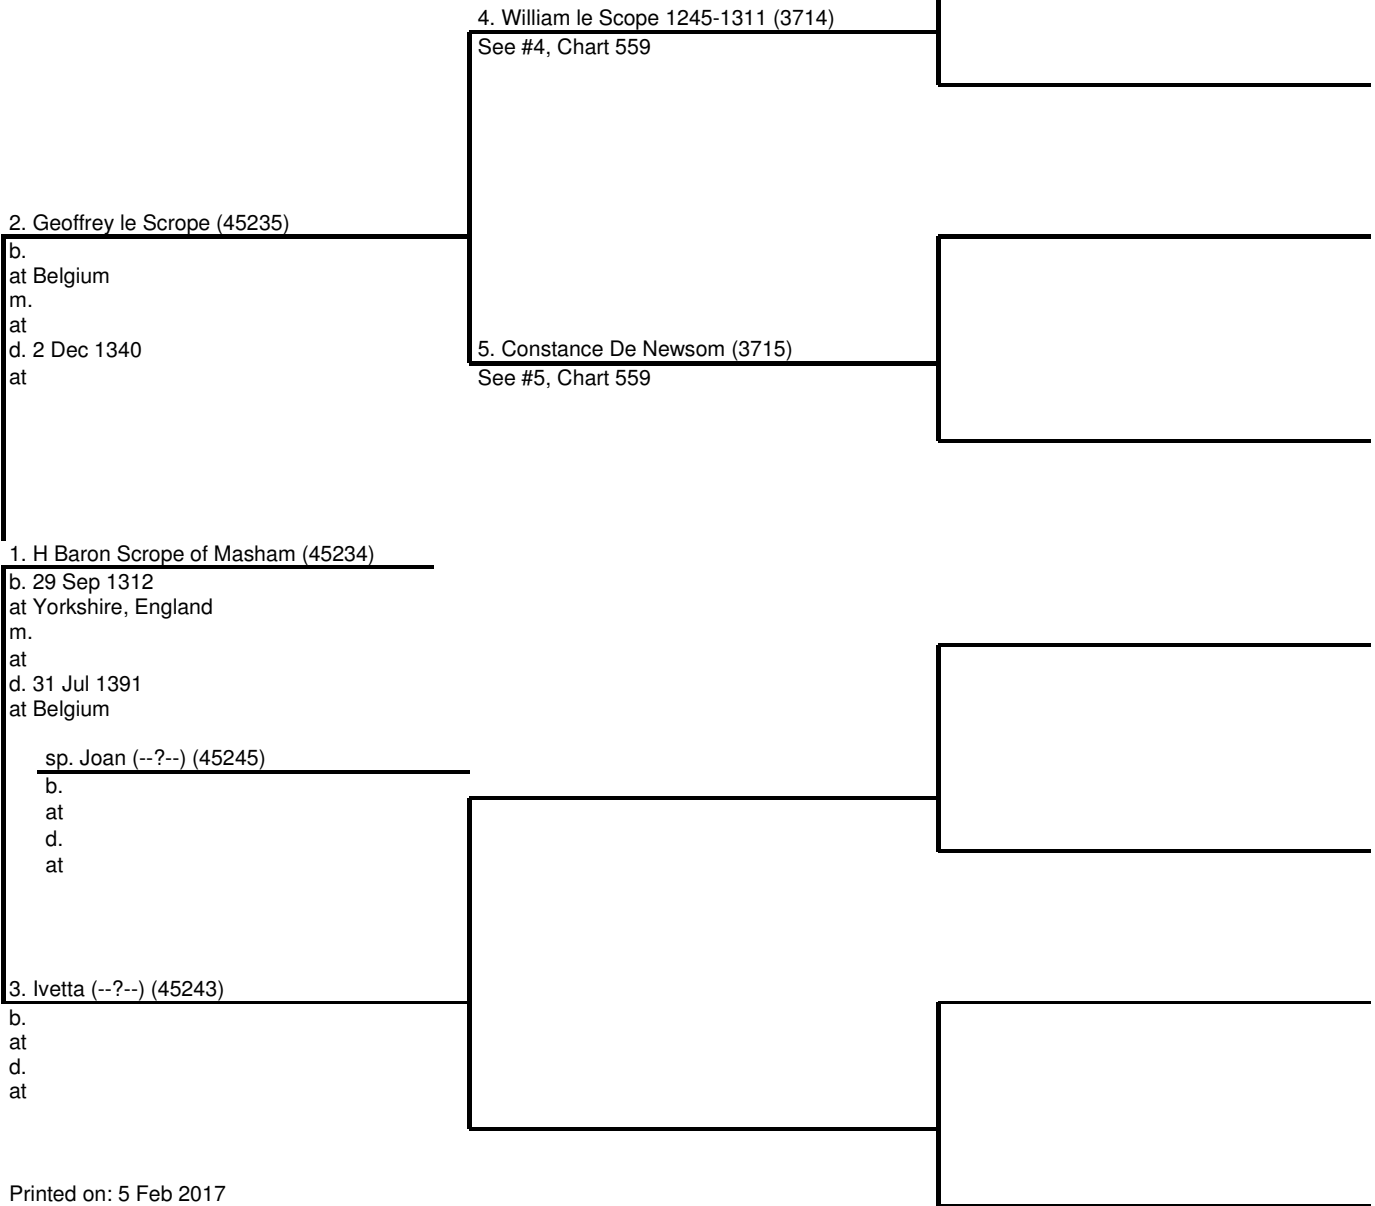 4. William le Scope 1245-1311 (3714)
See #4, Chart 559
2. Geoffrey le Scrope (45235)
b.
at Belgium
m.
at
d. 2 Dec 1340
at
5. Constance De Newsom (3715)
See #5, Chart 559
1. H Baron Scrope of Masham (45234)
b. 29 Sep 1312
at Yorkshire, England
m.
at
d. 31 Jul 1391
at Belgium
sp. Joan (--?--) (45245)
b.
at
d.
at
3. Ivetta (--?--) (45243)
b.
at
d.
at
Printed on: 5 Feb 2017